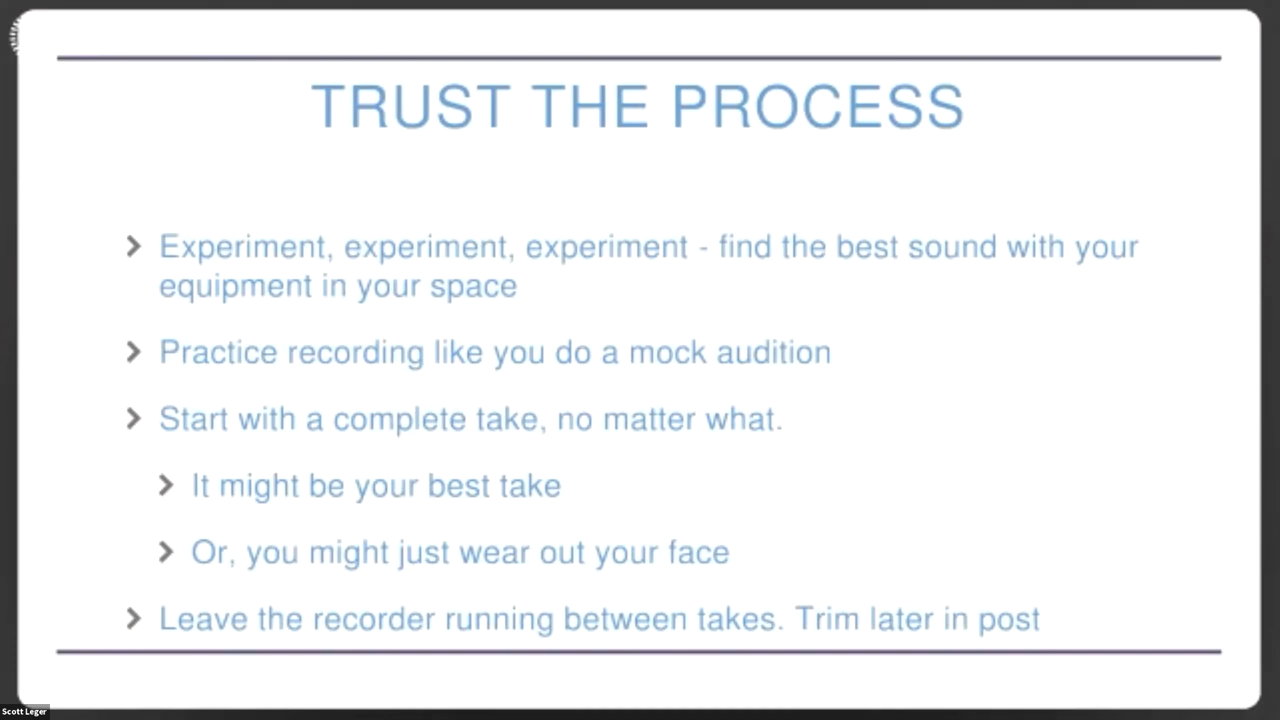 TRUST THE PROCESS
Experiment, experiment, experiment - find the best sound with your
equipment in your space
Practice recording like you do a mock audition
Start with a complete take, no matter what.
It might be your best take
Or, you might just wear out your face
Leave the recorder running between takes. Trim later in post
Scott Leger